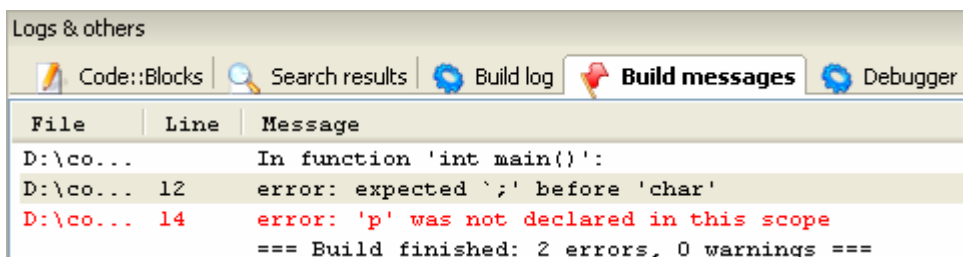 Logs & others
Code::Blocks Search results Build log Build messages Debugger
File Line Message
D:\co... In function 'int main()':
D:\co... 12 error: expected `;' before 'char'
D:\co... 14 error: 'p' was not declared in this scope
=== Build finished: 2 errors, 0 warnings ===